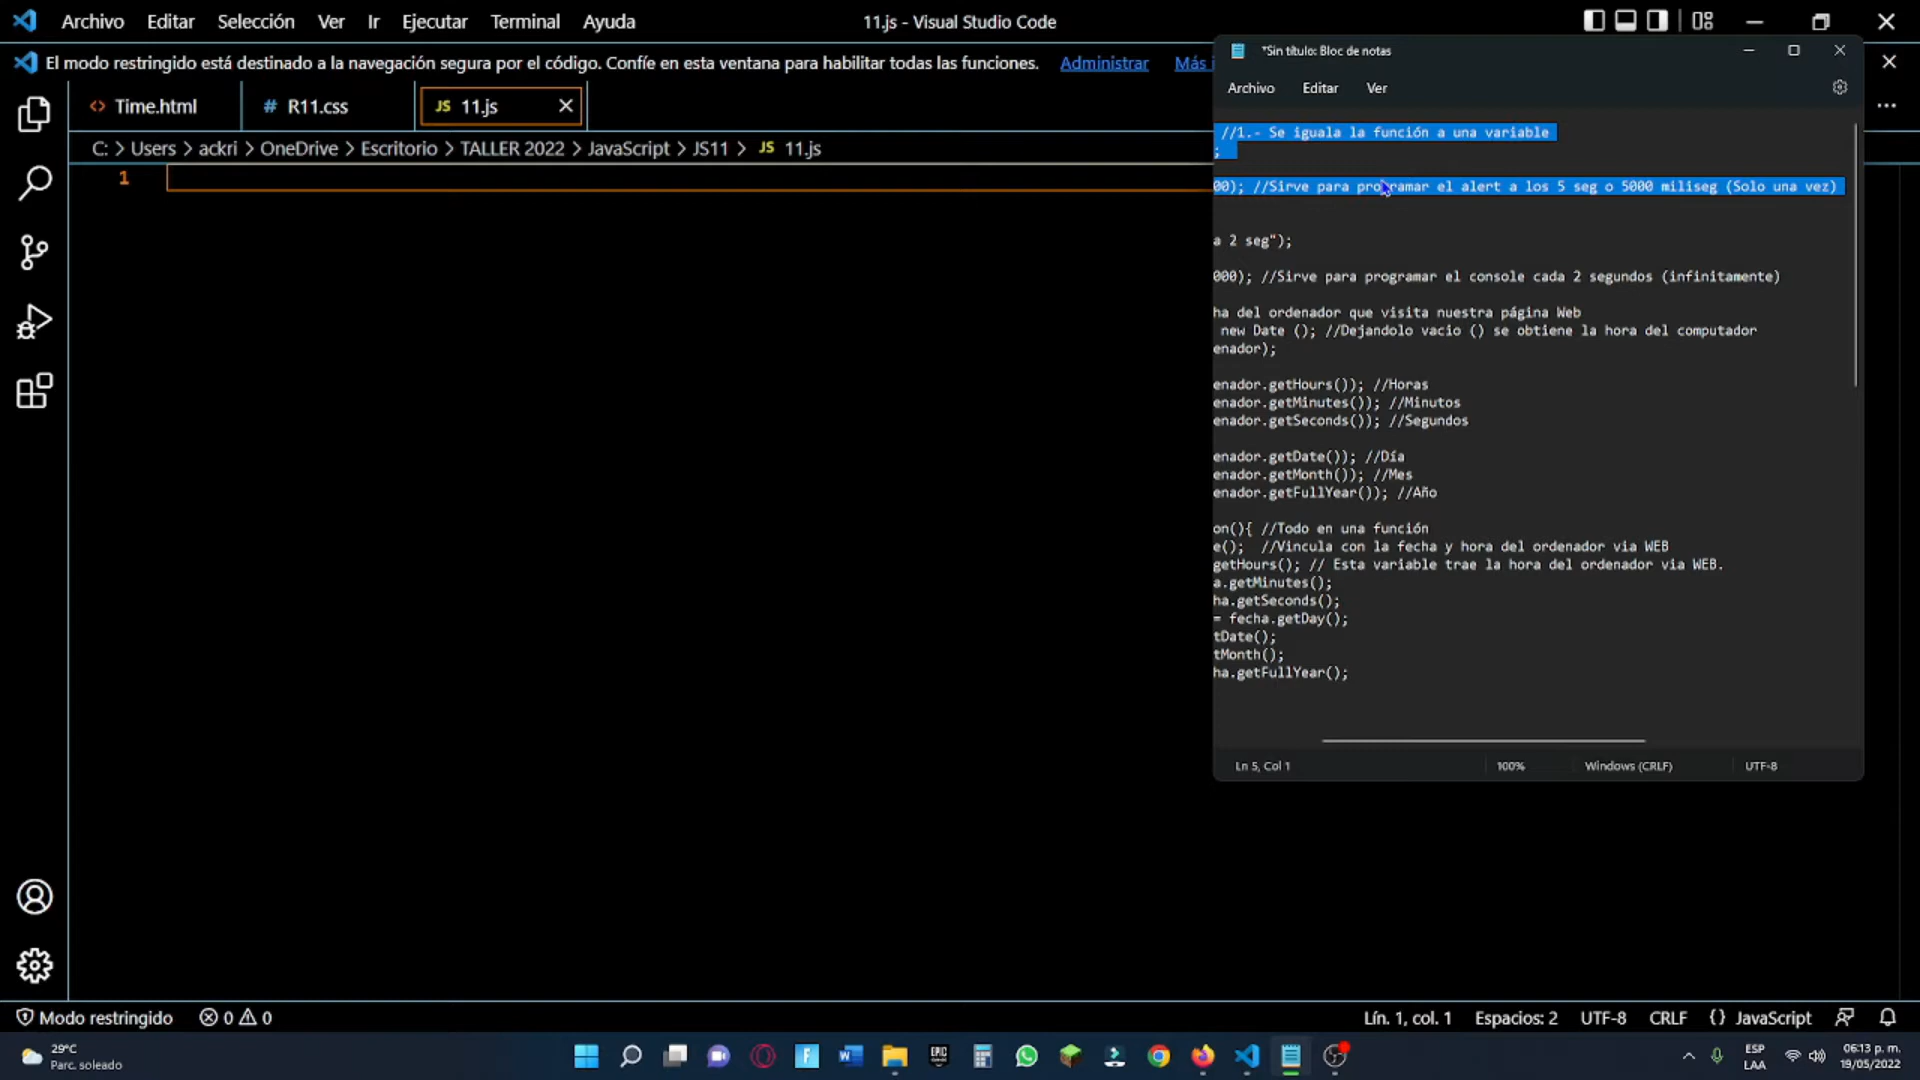 Archivo Editar Selección Ver Ir Ejecutar Terminal Ayuda
11.js - Visual Studio Code
El modo restringido está destinado a la navegación segura por el código. Confíe en esta ventana para habilitar todas las funciones. Administrar Más i
Time.html
# R11.css
JS 11.js
C: > Users > ackri > OneDrive > Escritorio > TALLER 2022 > JavaScript > JS11 > JS 11.js
1
*Sin título: Bloc de notas
Archivo Editar Ver
//1.- Se iguala la función a una variable
;
00); //Sirve para programar el alert a los 5 seg o 5000 miliseg (Solo una vez)
a 2 seg");
000); //Sirve para programar el console cada 2 segundos (infinitamente)
ha del ordenador que visita nuestra página Web
new Date (); //Dejandolo vacio () se obtiene la hora del computador
enador);
enador.getHours()); //Horas
enador.getMinutes()); //Minutos
enador.getSeconds()); //Segundos
enador.getDate()); //Día
enador.getMonth()); //Mes
enador.getFullYear()); //Año
on(){ //Todo en una función
e(); //Vincula con la fecha y hora del ordenador via WEB
getHours(); // Esta variable trae la hora del ordenador via WEB.
a.getMinutes();
ha.getSeconds();
= fecha.getDay();
tDate();
tMonth();
ha.getFullYear();
Ln 5, Col 1
100%
Windows (CRLF)
UTF-8
Modo restringido
0 0
Lín. 1, col. 1
Espacios: 2
UTF-8
CRLF
{} JavaScript
29°C
Parc. soleado
EPIC
ESP
LAA
06:13 p. m.
19/05/2022